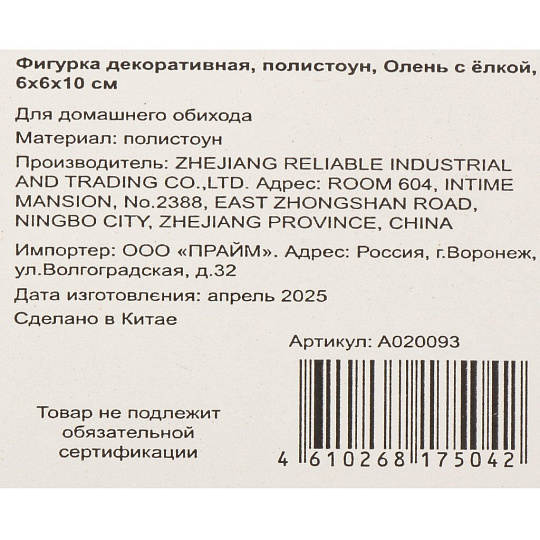 Фигурка декоративная, полистоун, Олень с ёлкой,
6х6х10 см
Для домашнего обихода
Материал: полистоун
Производитель: ZHEJIANG RELIABLE INDUSTRIAL
AND TRADING CO.,LTD. Адрес: ROOM 604, INTIME
MANSION, No.2388, EAST ZHONGSHAN ROAD,
NINGBO CITY, ZHEJIANG PROVINCE, CHINA
Импортер: ООО «ПРАЙМ». Адрес: Россия, г.Воронеж,
ул.Волгоградская, д.32
Дата изготовления: апрель 2025
Сделано в Китае
Артикул: A020093
Товар не подлежит
обязательной
сертификации
4 610268 175042